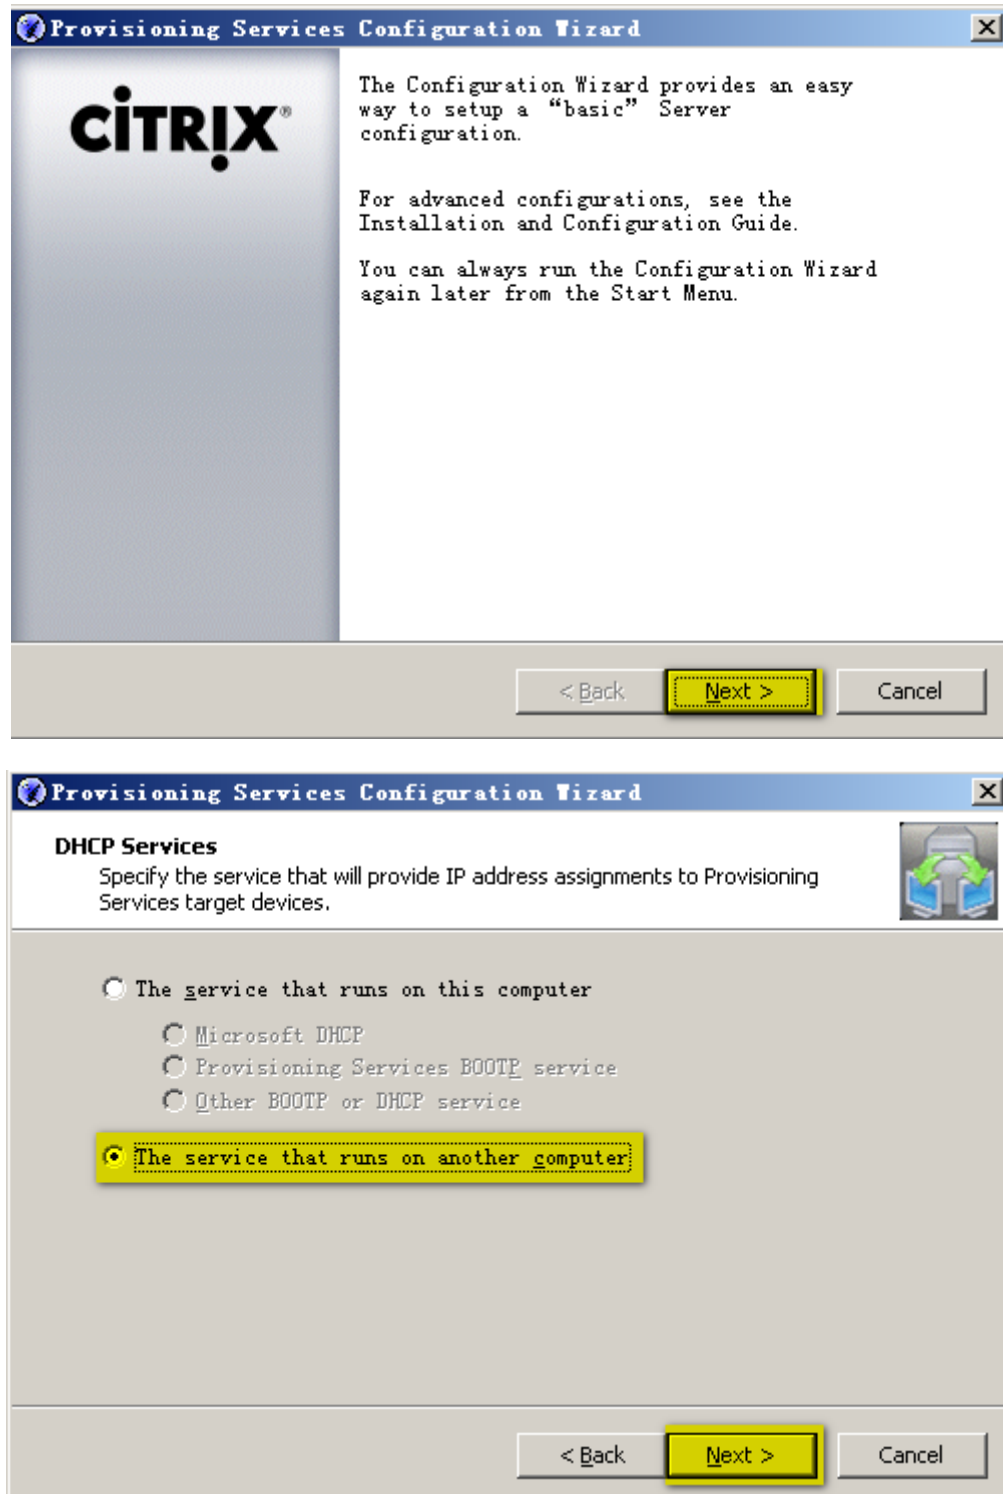 Provisioning Services Configuration Wizard
CITRIX®
The Configuration Wizard provides an easy
way to setup a “basic” Server
configuration.
For advanced configurations, see the
Installation and Configuration Guide.
You can always run the Configuration Wizard
again later from the Start Menu.
< Back
Next >
Cancel
Provisioning Services Configuration Wizard
DHCP Services
Specify the service that will provide IP address assignments to Provisioning
Services target devices.
The service that runs on this computer
Microsoft DHCP
Provisioning Services BOOTP service
Other BOOTP or DHCP service
The service that runs on another computer
< Back
Next >
Cancel